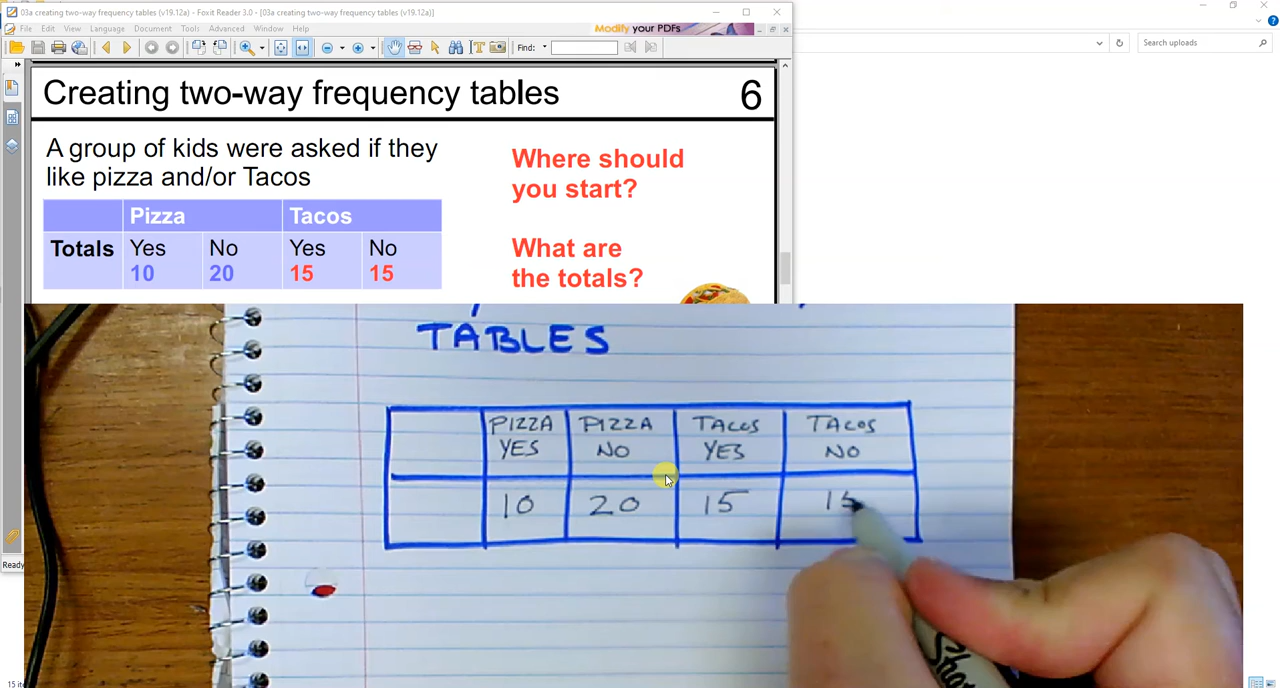 03a creating two-way frequency tables (v19.12a) - Foxit Reader 3.0 - [03a creating two-way frequency tables (v19.12a)]
File Edit View Language Document Tools Advanced Window Help
Modify your PDFs
Find:
Search uploads
Creating two-way frequency tables 6
A group of kids were asked if they
like pizza and/or Tacos
Pizza Tacos
Totals Yes No Yes No
10 20 15 15
Where should
you start?
What are
the totals?
Ready
TABLES
PIZZA YES PIZZA NO TACOS YES TACOS NO
10 20 15 15
Sha
15